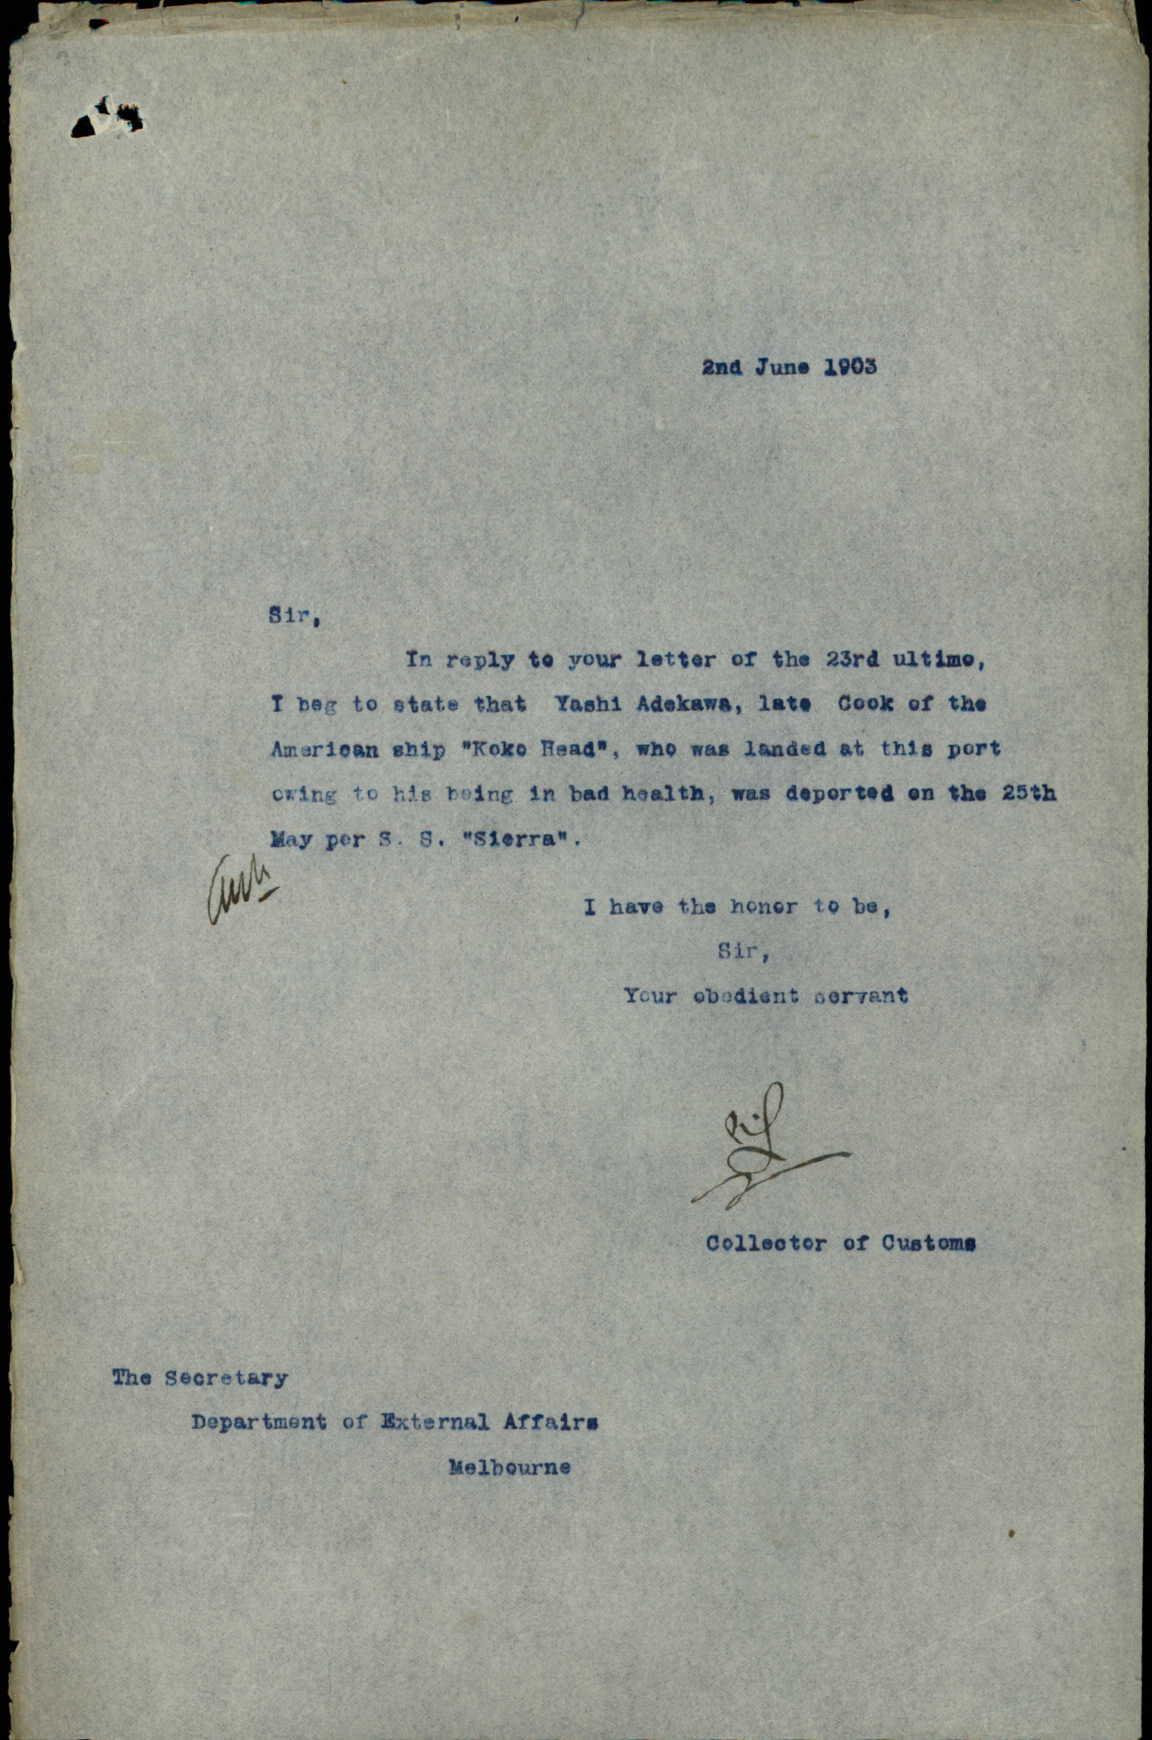 2nd June 1903
Sir,
In reply to your letter of the 23rd ultimo,
I beg to state that Yashi Adekawa, late Cook of the
American ship "Koko Head", who was landed at this port
owing to his being in bad health, was deported on the 25th
May per S. S. "Sierra".
I have the honor to be,
Sir,
Your obedient servant
Collector of Customs
The Secretary
Department of External Affairs
Melbourne